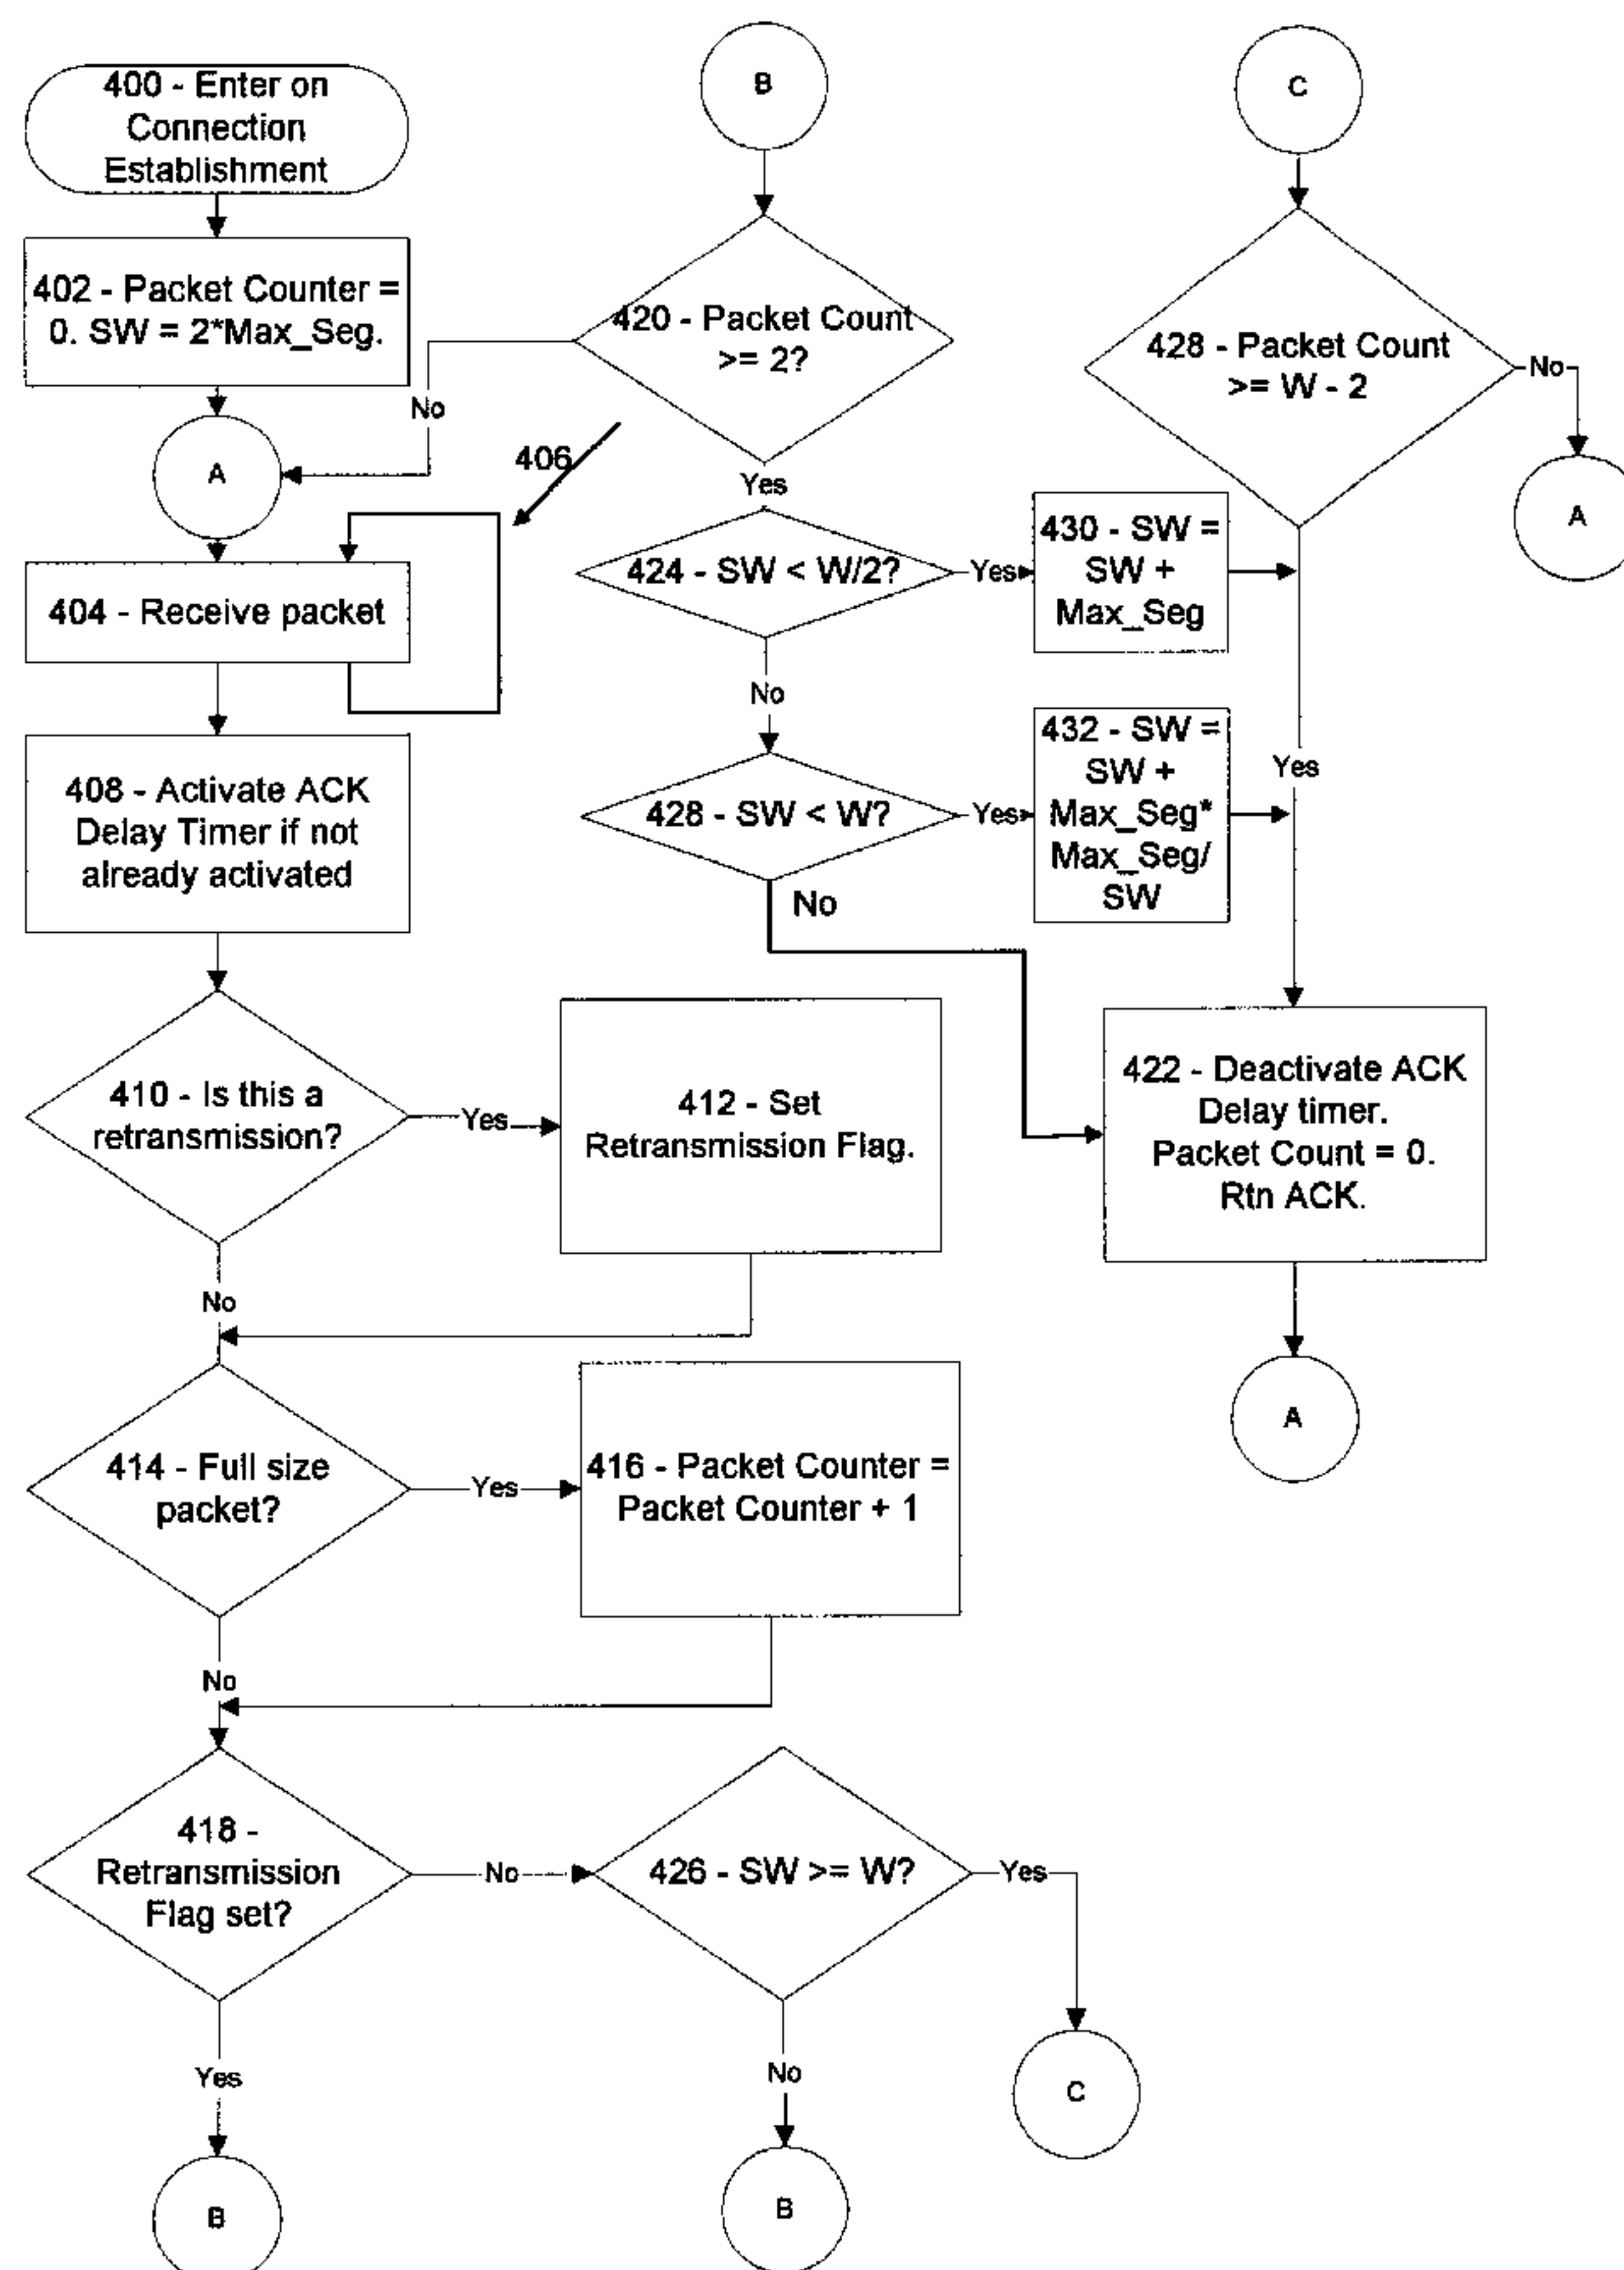 400 - Enter on
Connection
Establishment
402 - Packet Counter =
0. SW = 2*Max_Seg.
A
404 - Receive packet
406
408 - Activate ACK
Delay Timer if not
already activated
410 - Is this a
retransmission?
Yes
412 - Set
Retransmission Flag.
No
414 - Full size
packet?
Yes
416 - Packet Counter =
Packet Counter + 1
No
418 -
Retransmission
Flag set?
No
426 - SW >= W?
Yes
C
Yes
B
No
B
B
420 - Packet Count
>= 2?
No
Yes
424 - SW < W/2?
Yes
430 - SW =
SW +
Max_Seg
No
428 - SW < W?
Yes
432 - SW =
SW +
Max_Seg*
Max_Seg/
SW
No
C
428 - Packet Count
>= W - 2
No
A
Yes
422 - Deactivate ACK
Delay timer.
Packet Count = 0.
Rtn ACK.
A